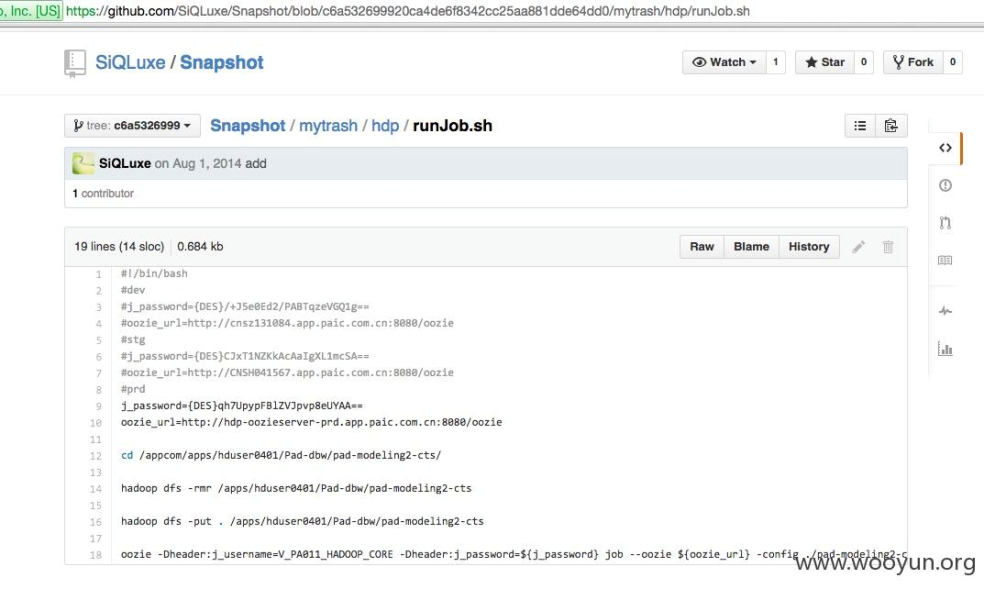 o, Inc. [US] https://github.com/SiQLuxe/Snapshot/blob/c6a532699920ca4de6f8342cc25aa881dde64dd0/mytrash/hdp/runJob.sh
SiQLuxe / Snapshot
Watch 1 Star 0 Fork 0
tree: c6a5326999 Snapshot / mytrash / hdp / runJob.sh
SiQLuxe on Aug 1, 2014 add
1 contributor
19 lines (14 sloc) 0.684 kb
Raw Blame History
1 #!/bin/bash
2 #dev
3 #j_password={DES}/+J5e0Ed2/PABTqzeVGQ1g==
4 #oozie_url=http://cnsz131084.app.paic.com.cn:8080/oozie
5 #stg
6 #j_password={DES}CJxT1NZKkAcAaIgXL1mcSA==
7 #oozie_url=http://CNSH041567.app.paic.com.cn:8080/oozie
8 #prd
9 j_password={DES}qh7UpypFBlZVJpvp8eUYAA==
10 oozie_url=http://hdp-oozieserver-prd.app.paic.com.cn:8080/oozie
11
12 cd /appcom/apps/hduser0401/Pad-dbw/pad-modeling2-cts/
13
14 hadoop dfs -rmr /apps/hduser0401/Pad-dbw/pad-modeling2-cts
15
16 hadoop dfs -put . /apps/hduser0401/Pad-dbw/pad-modeling2-cts
17
18 oozie -Dheader:j_username=V_PA011_HADOOP_CORE -Dheader:j_password=${j_password} job --oozie ${oozie_url} -config ./pad-modeling2-c
www.wooyun.org